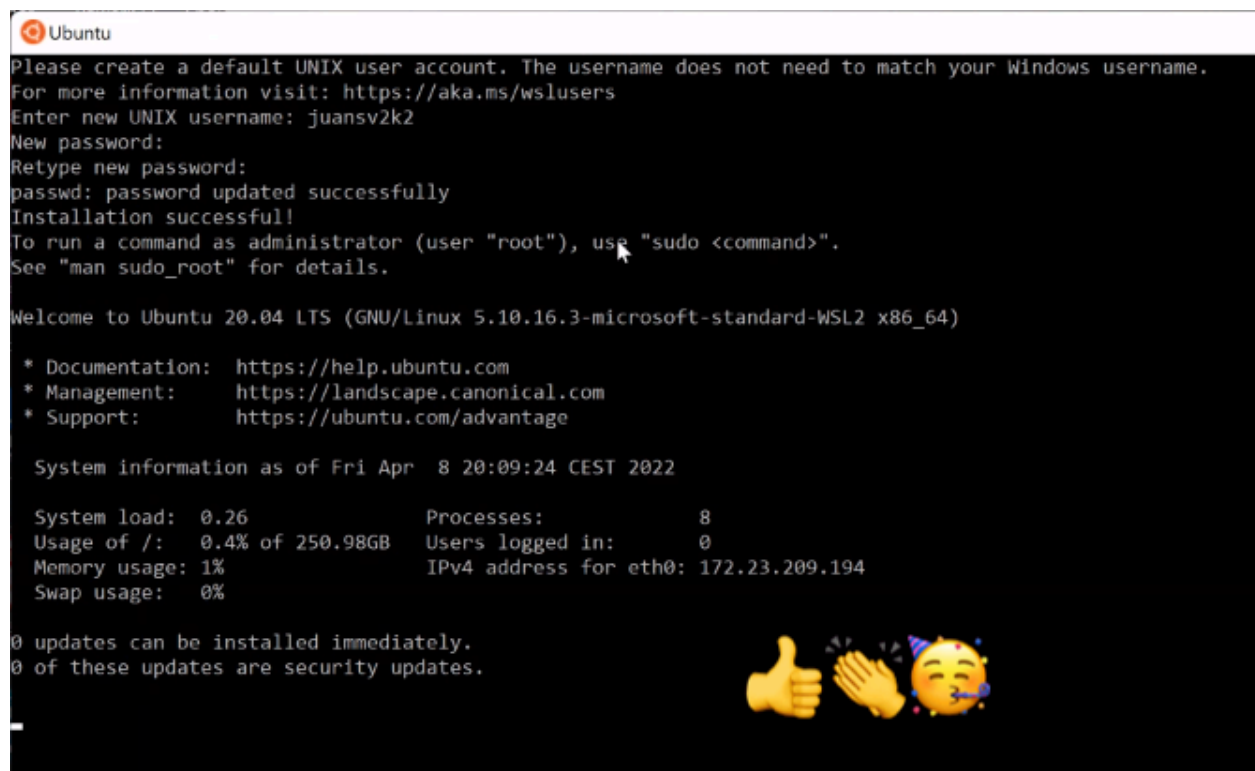 Ubuntu
Please create a default UNIX user account. The username does not need to match your Windows username.
For more information visit: https://aka.ms/wslusers
Enter new UNIX username: juansv2k2
New password:
Retype new password:
passwd: password updated successfully
Installation successful!
To run a command as administrator (user "root"), use "sudo <command>".
See "man sudo_root" for details.
Welcome to Ubuntu 20.04 LTS (GNU/Linux 5.10.16.3-microsoft-standard-WSL2 x86_64)
* Documentation: https://help.ubuntu.com
* Management: https://landscape.canonical.com
* Support: https://ubuntu.com/advantage
System information as of Fri Apr 8 20:09:24 CEST 2022
System load: 0.26 Processes: 8
Usage of /: 0.4% of 250.98GB Users logged in: 0
Memory usage: 1% IPv4 address for eth0: 172.23.209.194
Swap usage: 0%
0 updates can be installed immediately.
0 of these updates are security updates.